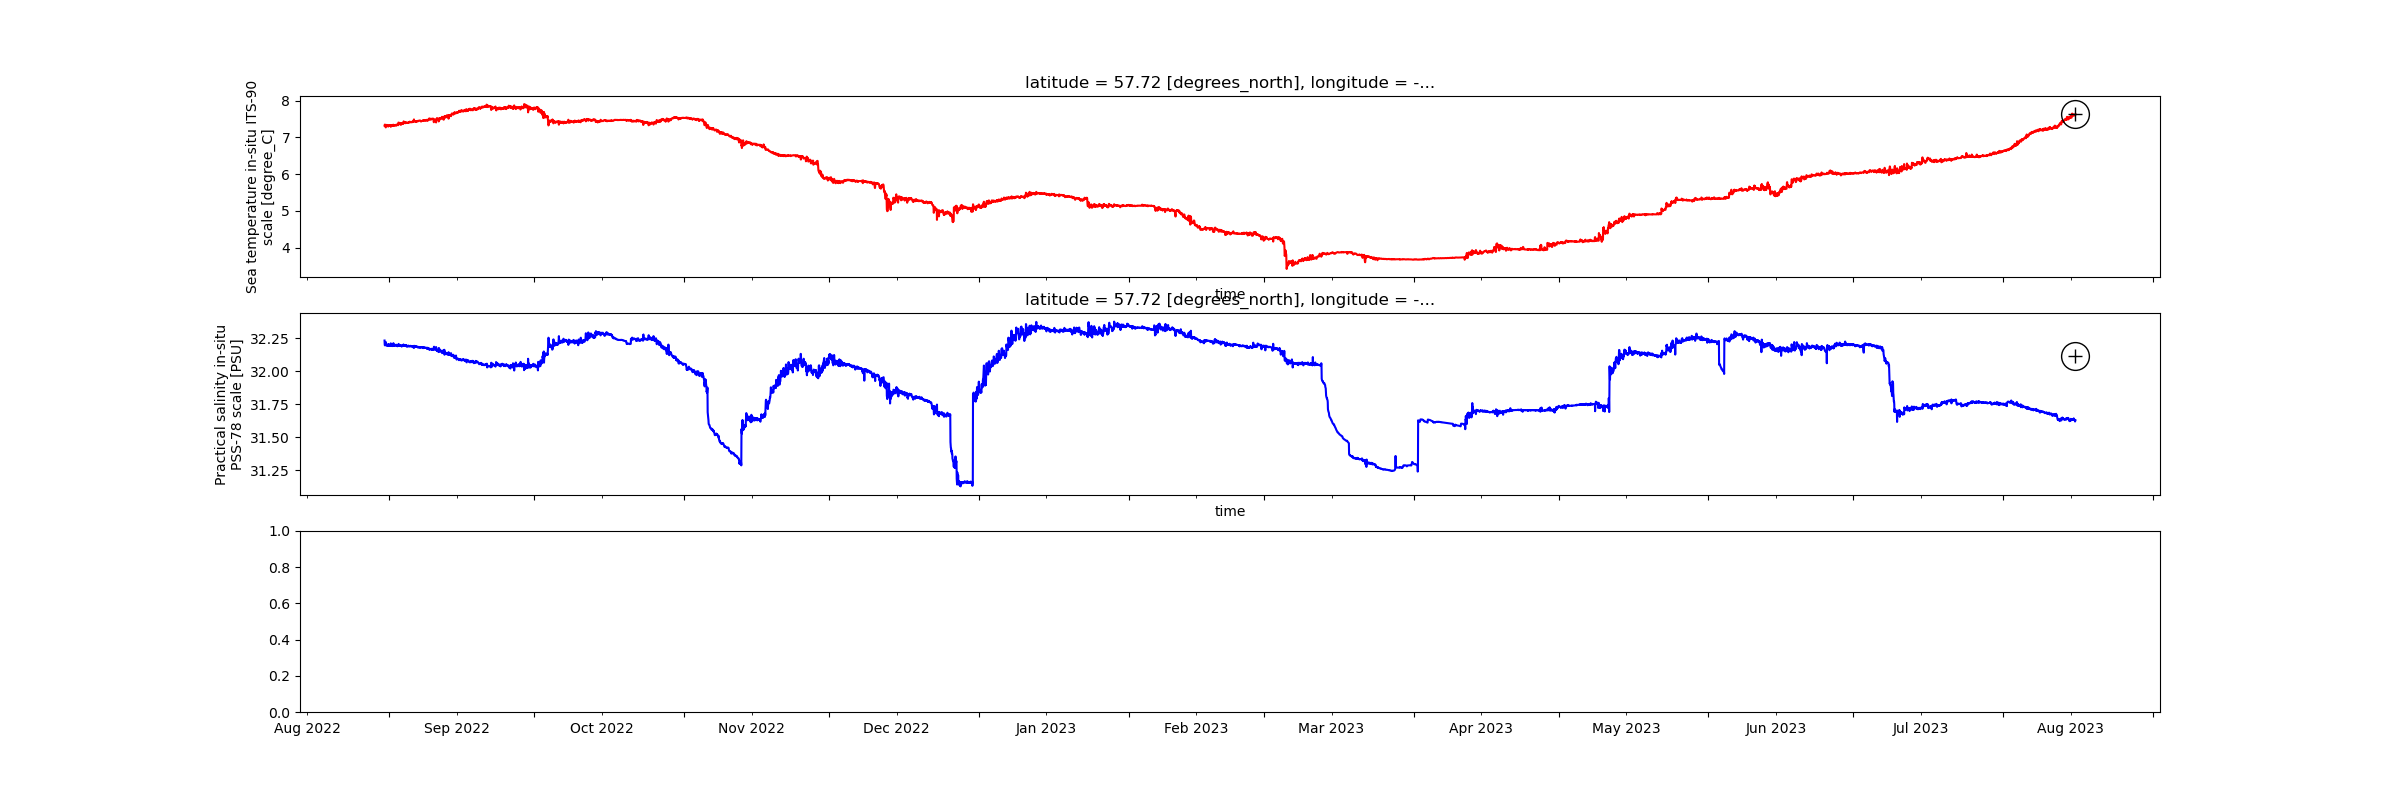 latitude = 57.72 [degrees_north], longitude = -...
Sea temperature in-situ ITS-90
scale [degree_C]
8
7
6
5
4
time
latitude = 57.72 [degrees_north], longitude = -...
Practical salinity in-situ
PSS-78 scale [PSU]
32.25
32.00
31.75
31.50
31.25
time
1.0
0.8
0.6
0.4
0.2
0.0
Aug 2022 Sep 2022 Oct 2022 Nov 2022 Dec 2022 Jan 2023 Feb 2023 Mar 2023 Apr 2023 May 2023 Jun 2023 Jul 2023 Aug 2023